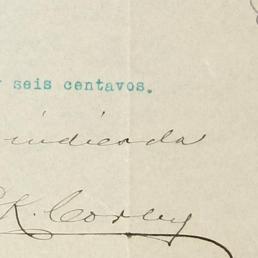 seis centavos.
indicada
K. Corley